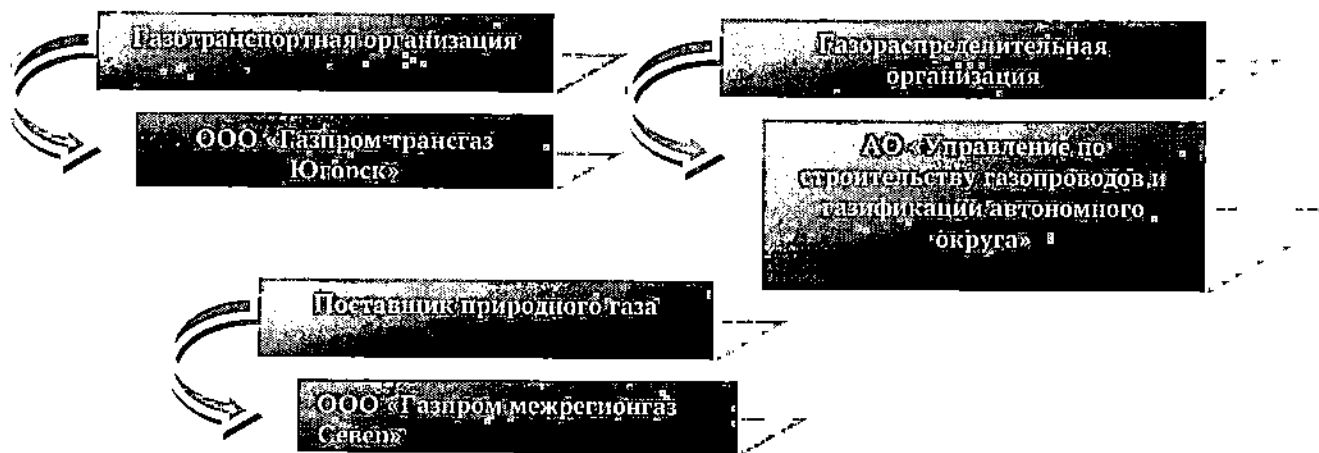 Газотранспортная организация
ООО «Газпром трансгаз
Югорск»
Газораспределительная
организация
АО «Управление по
строительству газопроводов и
газификации автономного
округа»
Поставщик природного газа
ООО «Газпром межрегионгаз
Север»